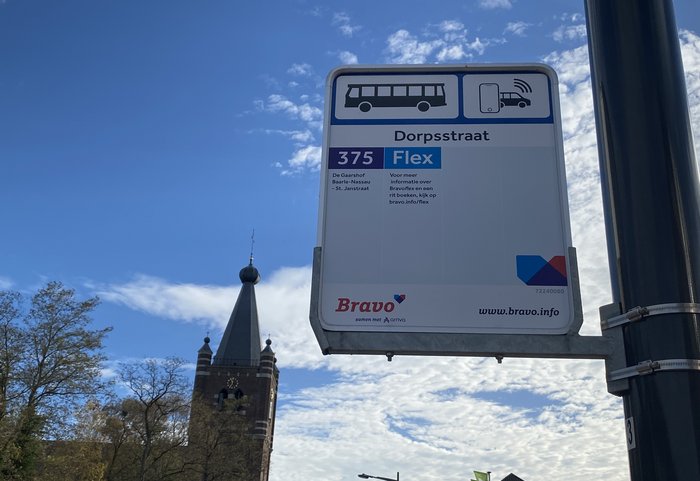 Dorpsstraat
375 Flex
De Gaarshof
Baarle-Nassau
- St. Janstraat
Voor meer
informatie over
Bravoflex en een
rit boeken, kijk op
bravo.info/flex
73240080
Bravo
samen met ARRIVA
www.bravo.info